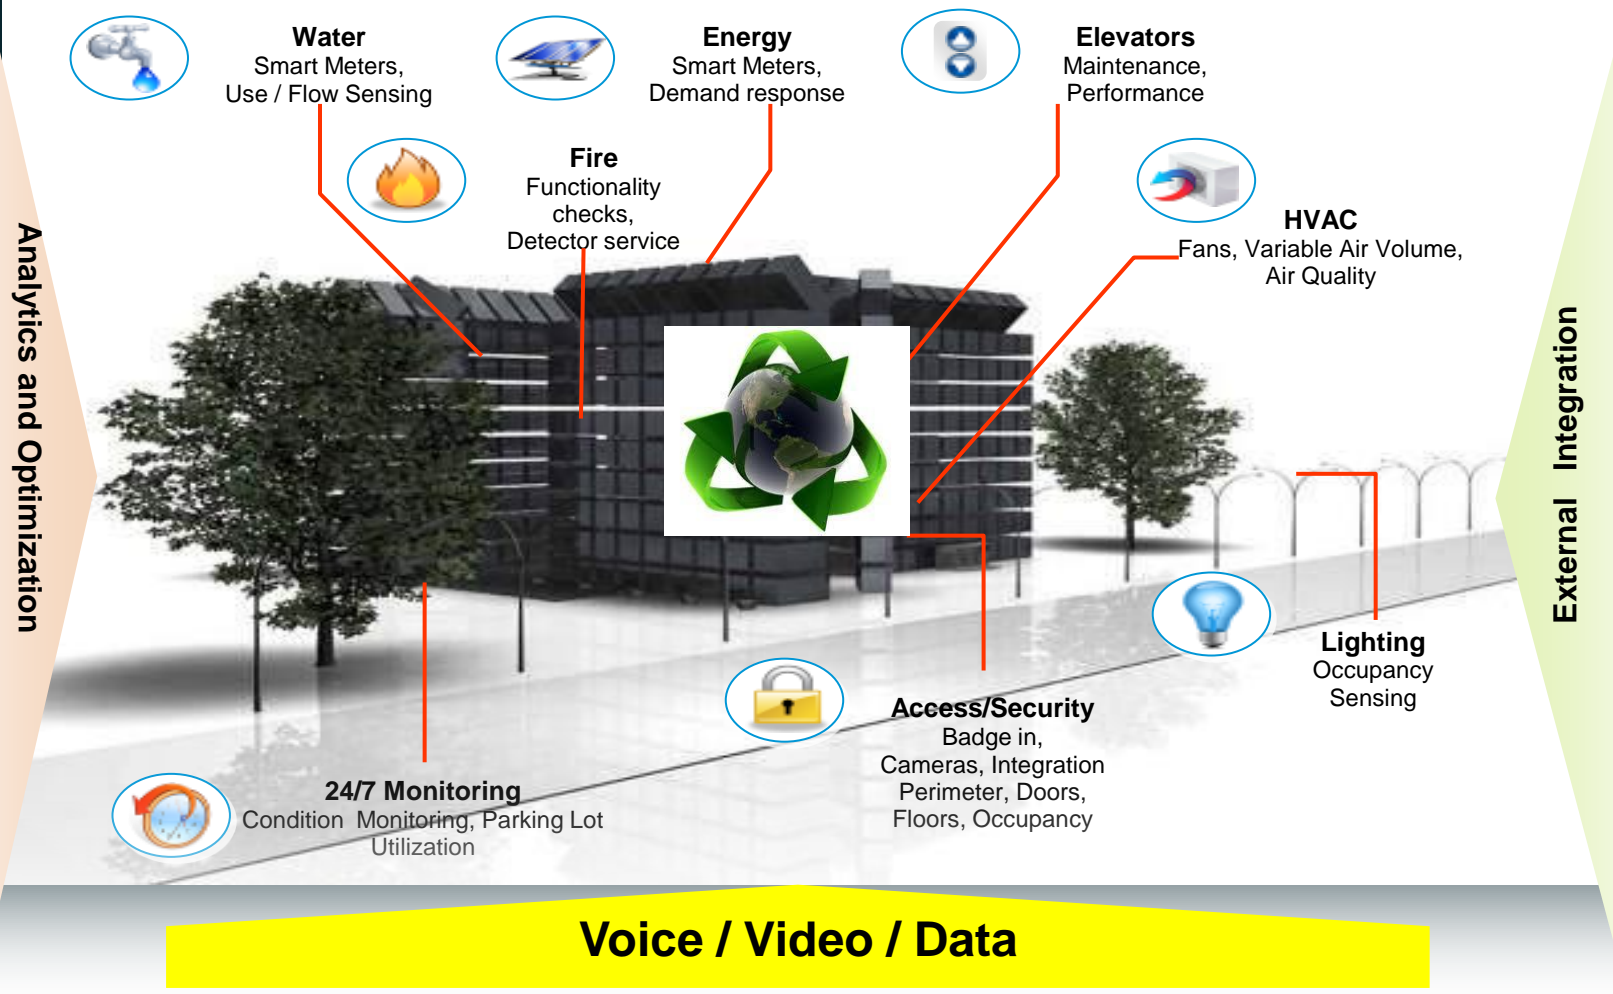 Water
Smart Meters,
Use / Flow Sensing
Energy
Smart Meters,
Demand response
Elevators
Maintenance,
Performance
Fire
Functionality
checks,
Detector service
HVAC
Fans, Variable Air Volume,
Air Quality
Analytics and Optimization
External Integration
Lighting
Occupancy
Sensing
Access/Security
Badge in,
Cameras, Integration
Perimeter, Doors,
Floors, Occupancy
24/7 Monitoring
Condition Monitoring, Parking Lot
Utilization
Voice / Video / Data